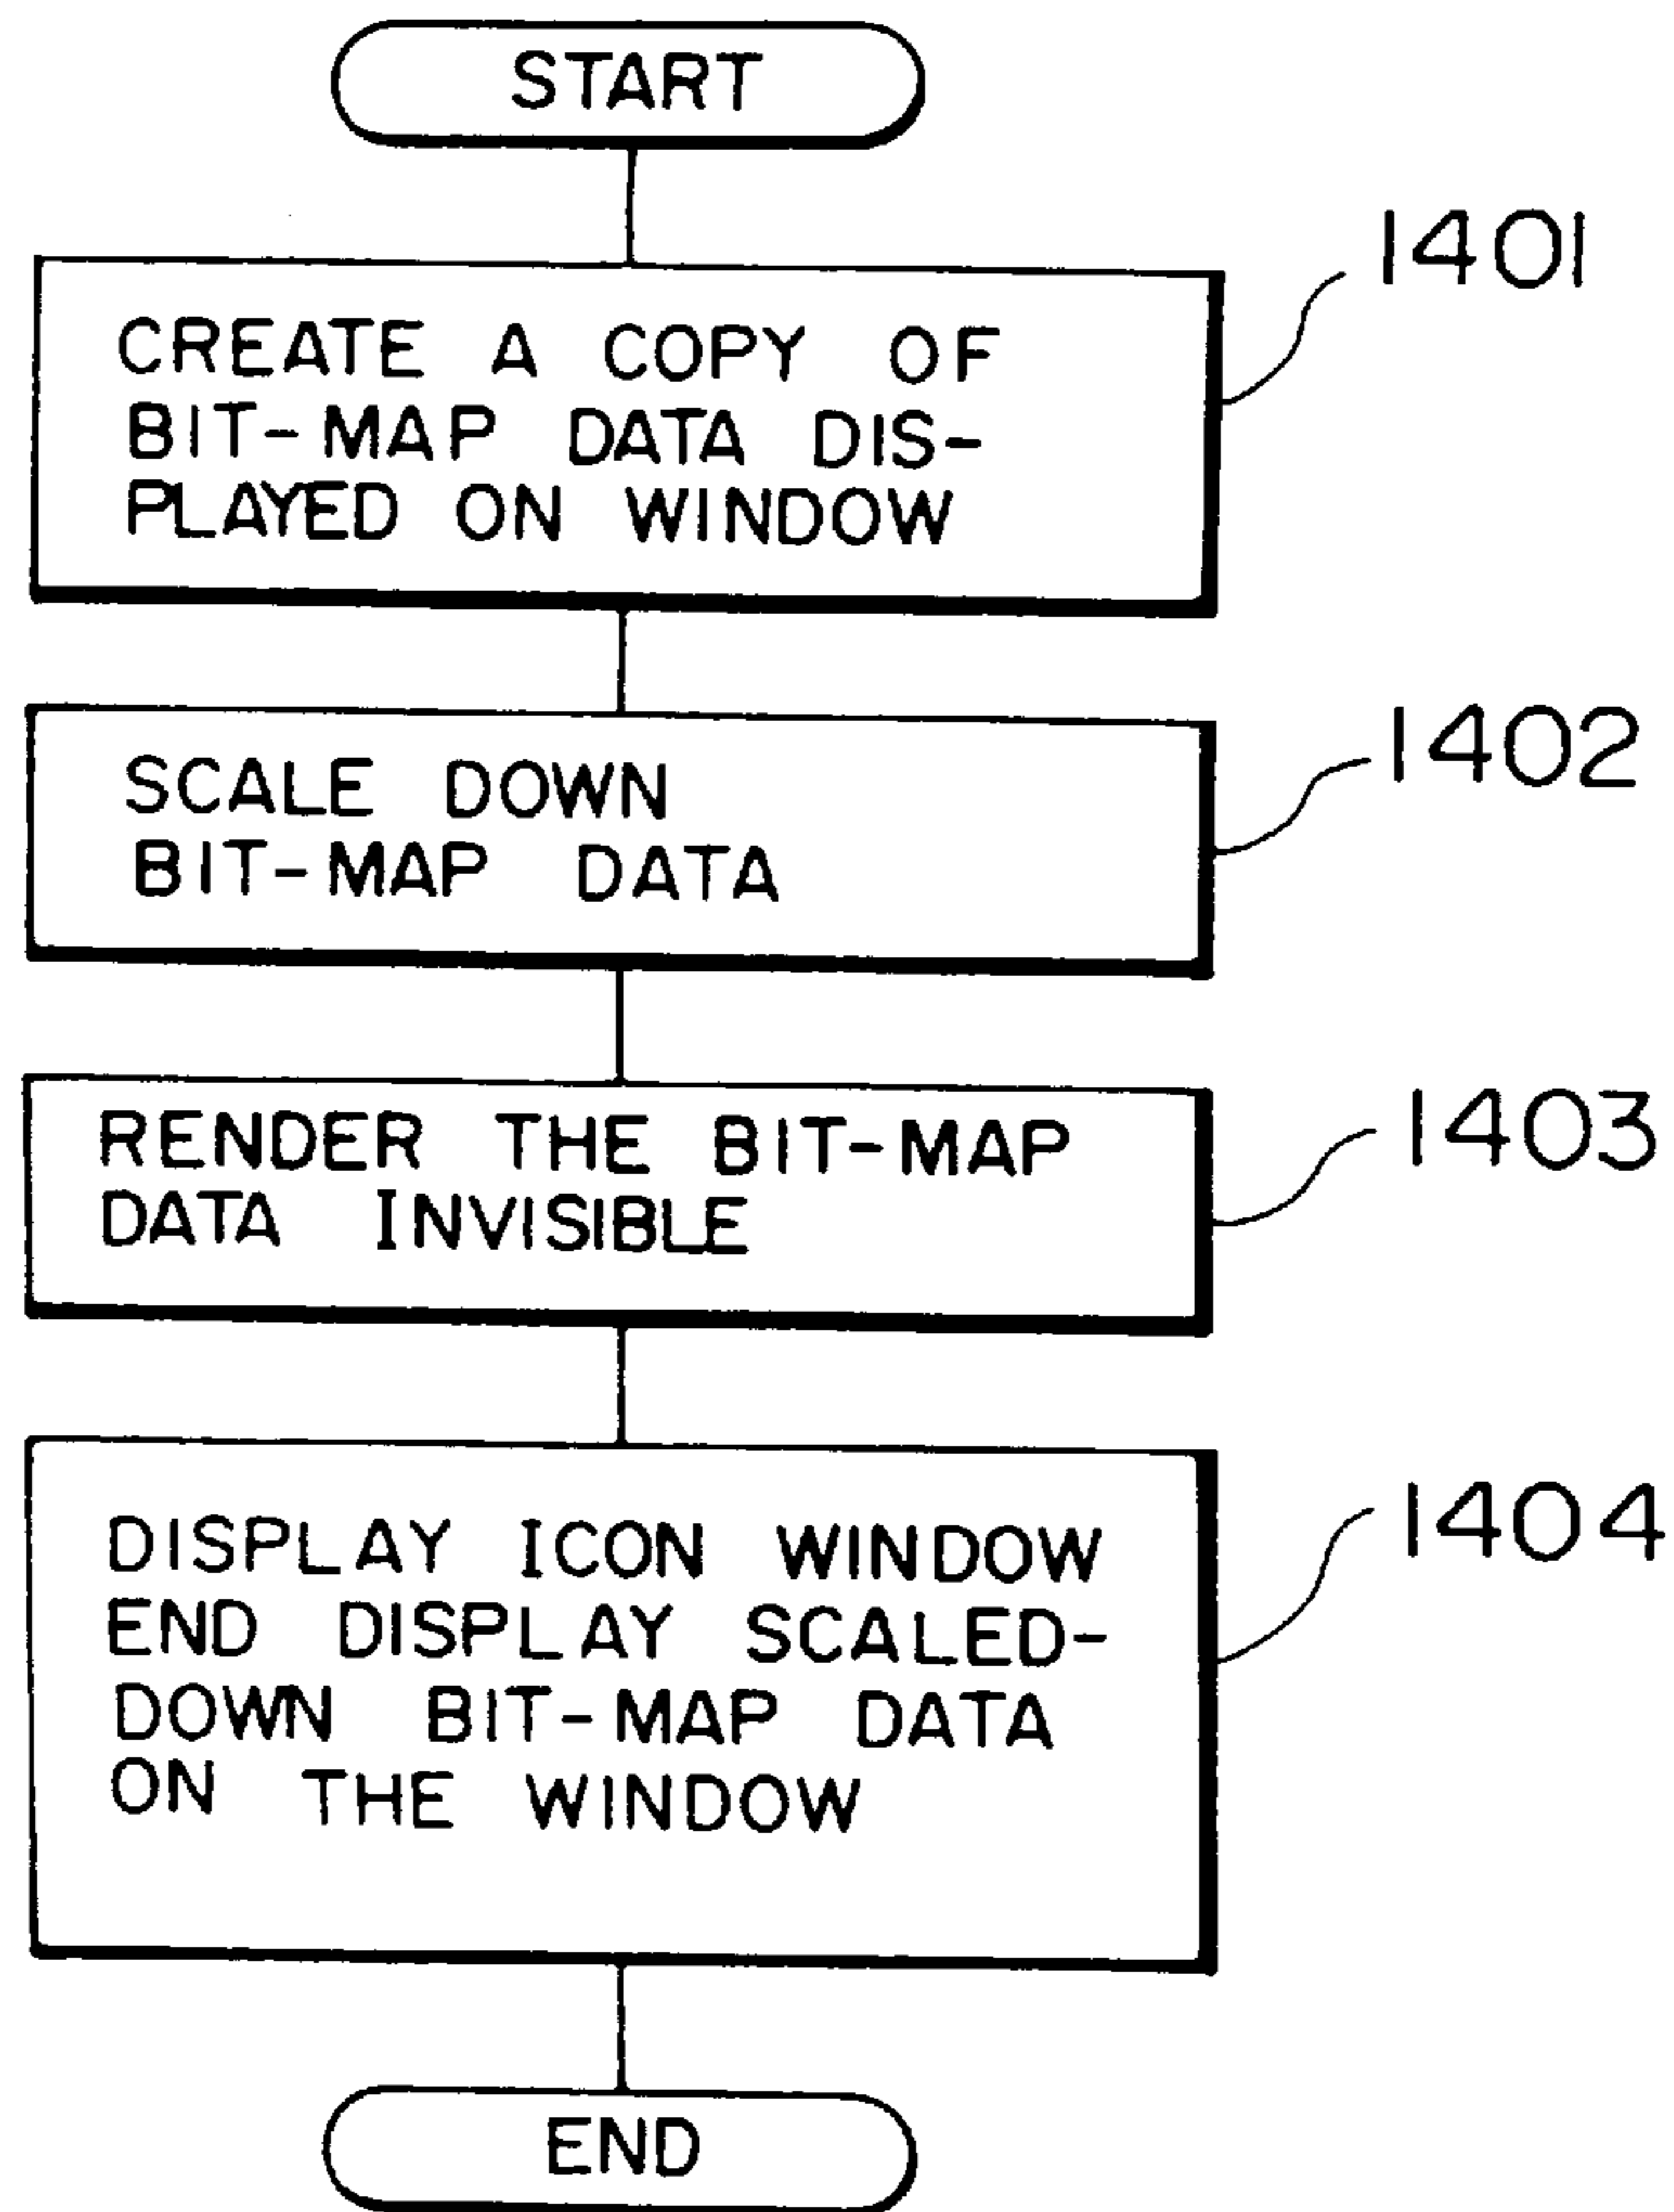 START
1401
CREATE A COPY OF
BIT-MAP DATA DIS-
PLAYED ON WINDOW
1402
SCALE DOWN
BIT-MAP DATA
1403
RENDER THE BIT-MAP
DATA INVISIBLE
1404
DISPLAY ICON WINDOW
END DISPLAY SCALED-
DOWN BIT-MAP DATA
ON THE WINDOW
END